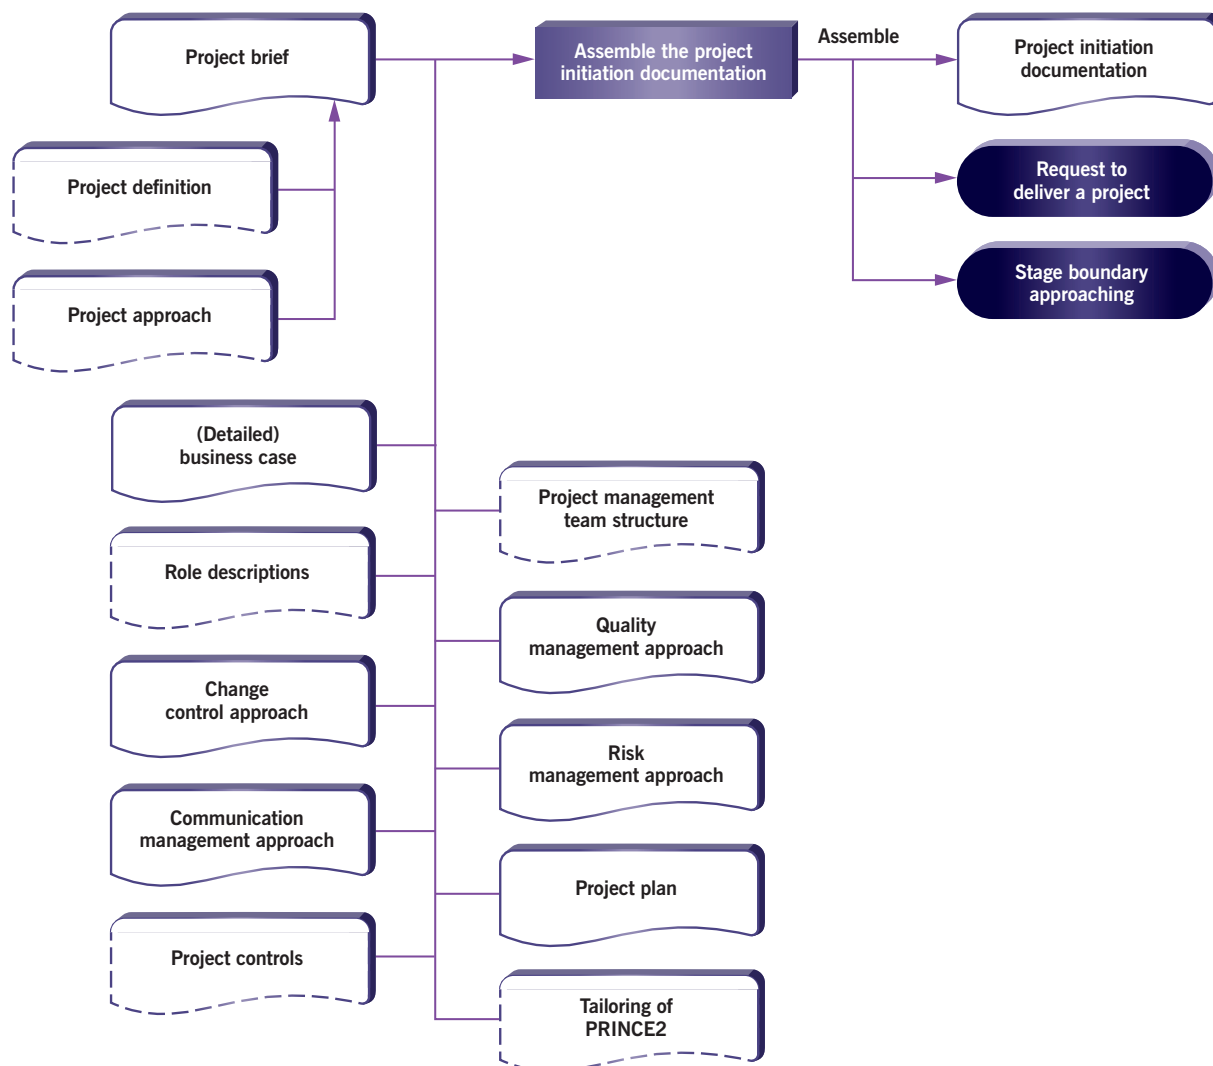 Project brief
Assemble the project
initiation documentation
Assemble
Project initiation
documentation
Project definition
Request to
deliver a project
Project approach
Stage boundary
approaching
(Detailed)
business case
Project management
team structure
Role descriptions
Quality
management approach
Change
control approach
Risk
management approach
Communication
management approach
Project plan
Project controls
Tailoring of
PRINCE2